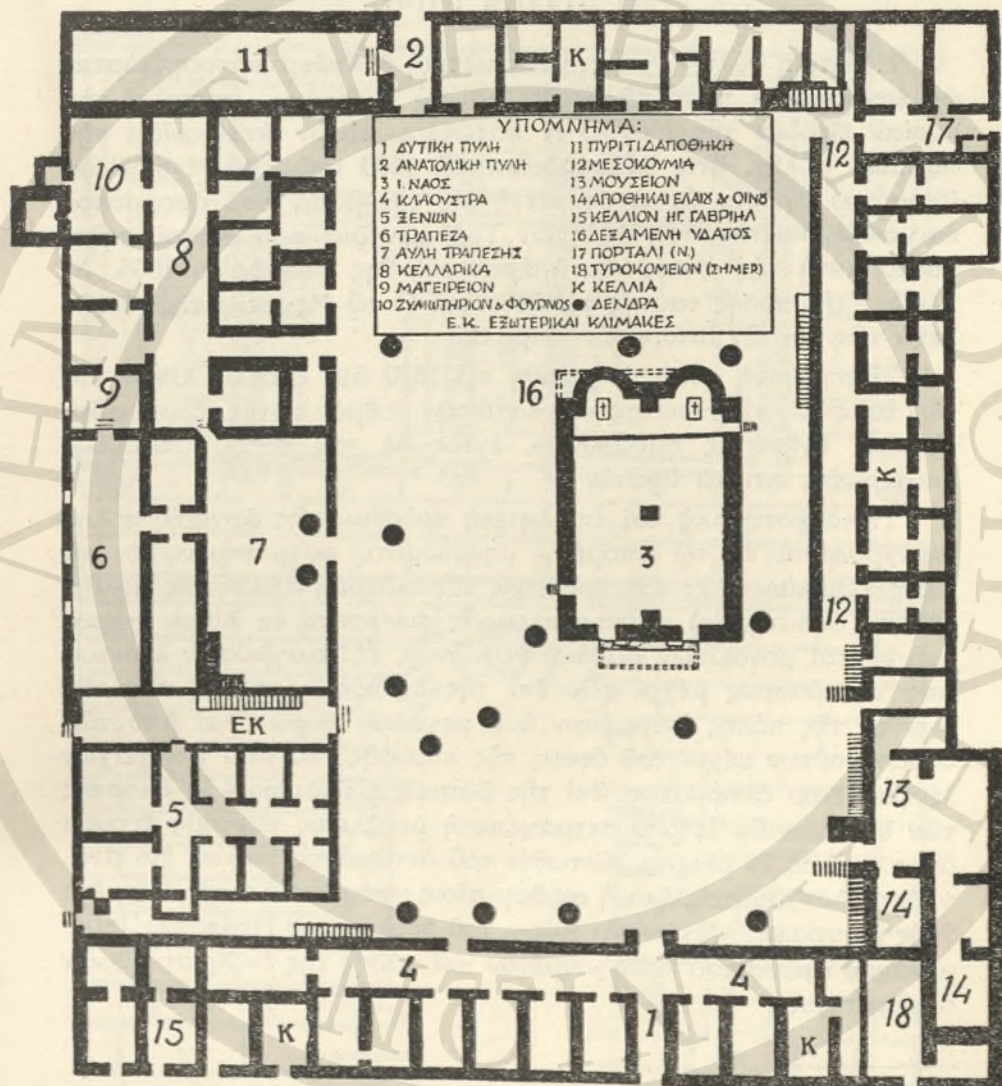 11
2
K
ΥΠΟΜΝΗΜΑ:
1 ΔΥΤΙΚΗ ΠΥΛΗ
2 ΑΝΑΤΟΛΙΚΗ ΠΥΛΗ
3 Ι. ΝΑΟΣ
4 ΚΛΑΟΥΣΤΡΑ
5 ΞΕΝΩΝ
6 ΤΡΑΠΕΖΑ
7 ΑΥΛΗ ΤΡΑΠΕΖΗΣ
8 ΚΕΛΛΑΡΙΚΑ
9 ΜΑΓΕΙΡΕΙΟΝ
10 ΖΥΜΩΤΗΡΙΟΝ & ΦΟΥΡΝΟΣ
11 ΠΥΡΙΤΙΔΑΠΟΘΗΚΗ
12 ΜΕΣΟΚΟΥΜΙΑ
13 ΜΟΥΣΕΙΟΝ
14 ΑΠΟΘΗΚΑΙ ΕΛΑΙΟΥ & ΟΙΝΟΥ
15 ΚΕΛΛΙΟΝ ΗΓ. ΓΑΒΡΙΗΛ
16 ΔΕΞΑΜΕΝΗ ΥΔΑΤΟΣ
17 ΠΟΡΤΑΛΙ (Ν.)
18 ΤΥΡΟΚΟΜΕΙΟΝ (ΣΗΜΕΡ.)
Κ ΚΕΛΛΙΑ
● ΔΕΝΔΡΑ
Ε.Κ. ΕΞΩΤΕΡΙΚΑΙ ΚΛΙΜΑΚΕΣ
17
12
10
8
9
16
K
6
7
3
12
ΕΚ
5
13
14
4
4
14
15
K
1
K
18